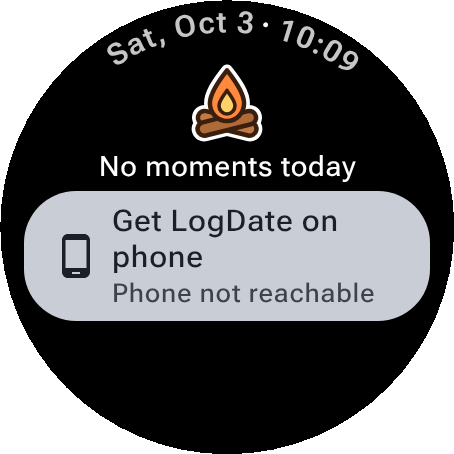 Sat, Oct 3 · 10:09
No moments today
Get LogDate on
phone
Phone not reachable